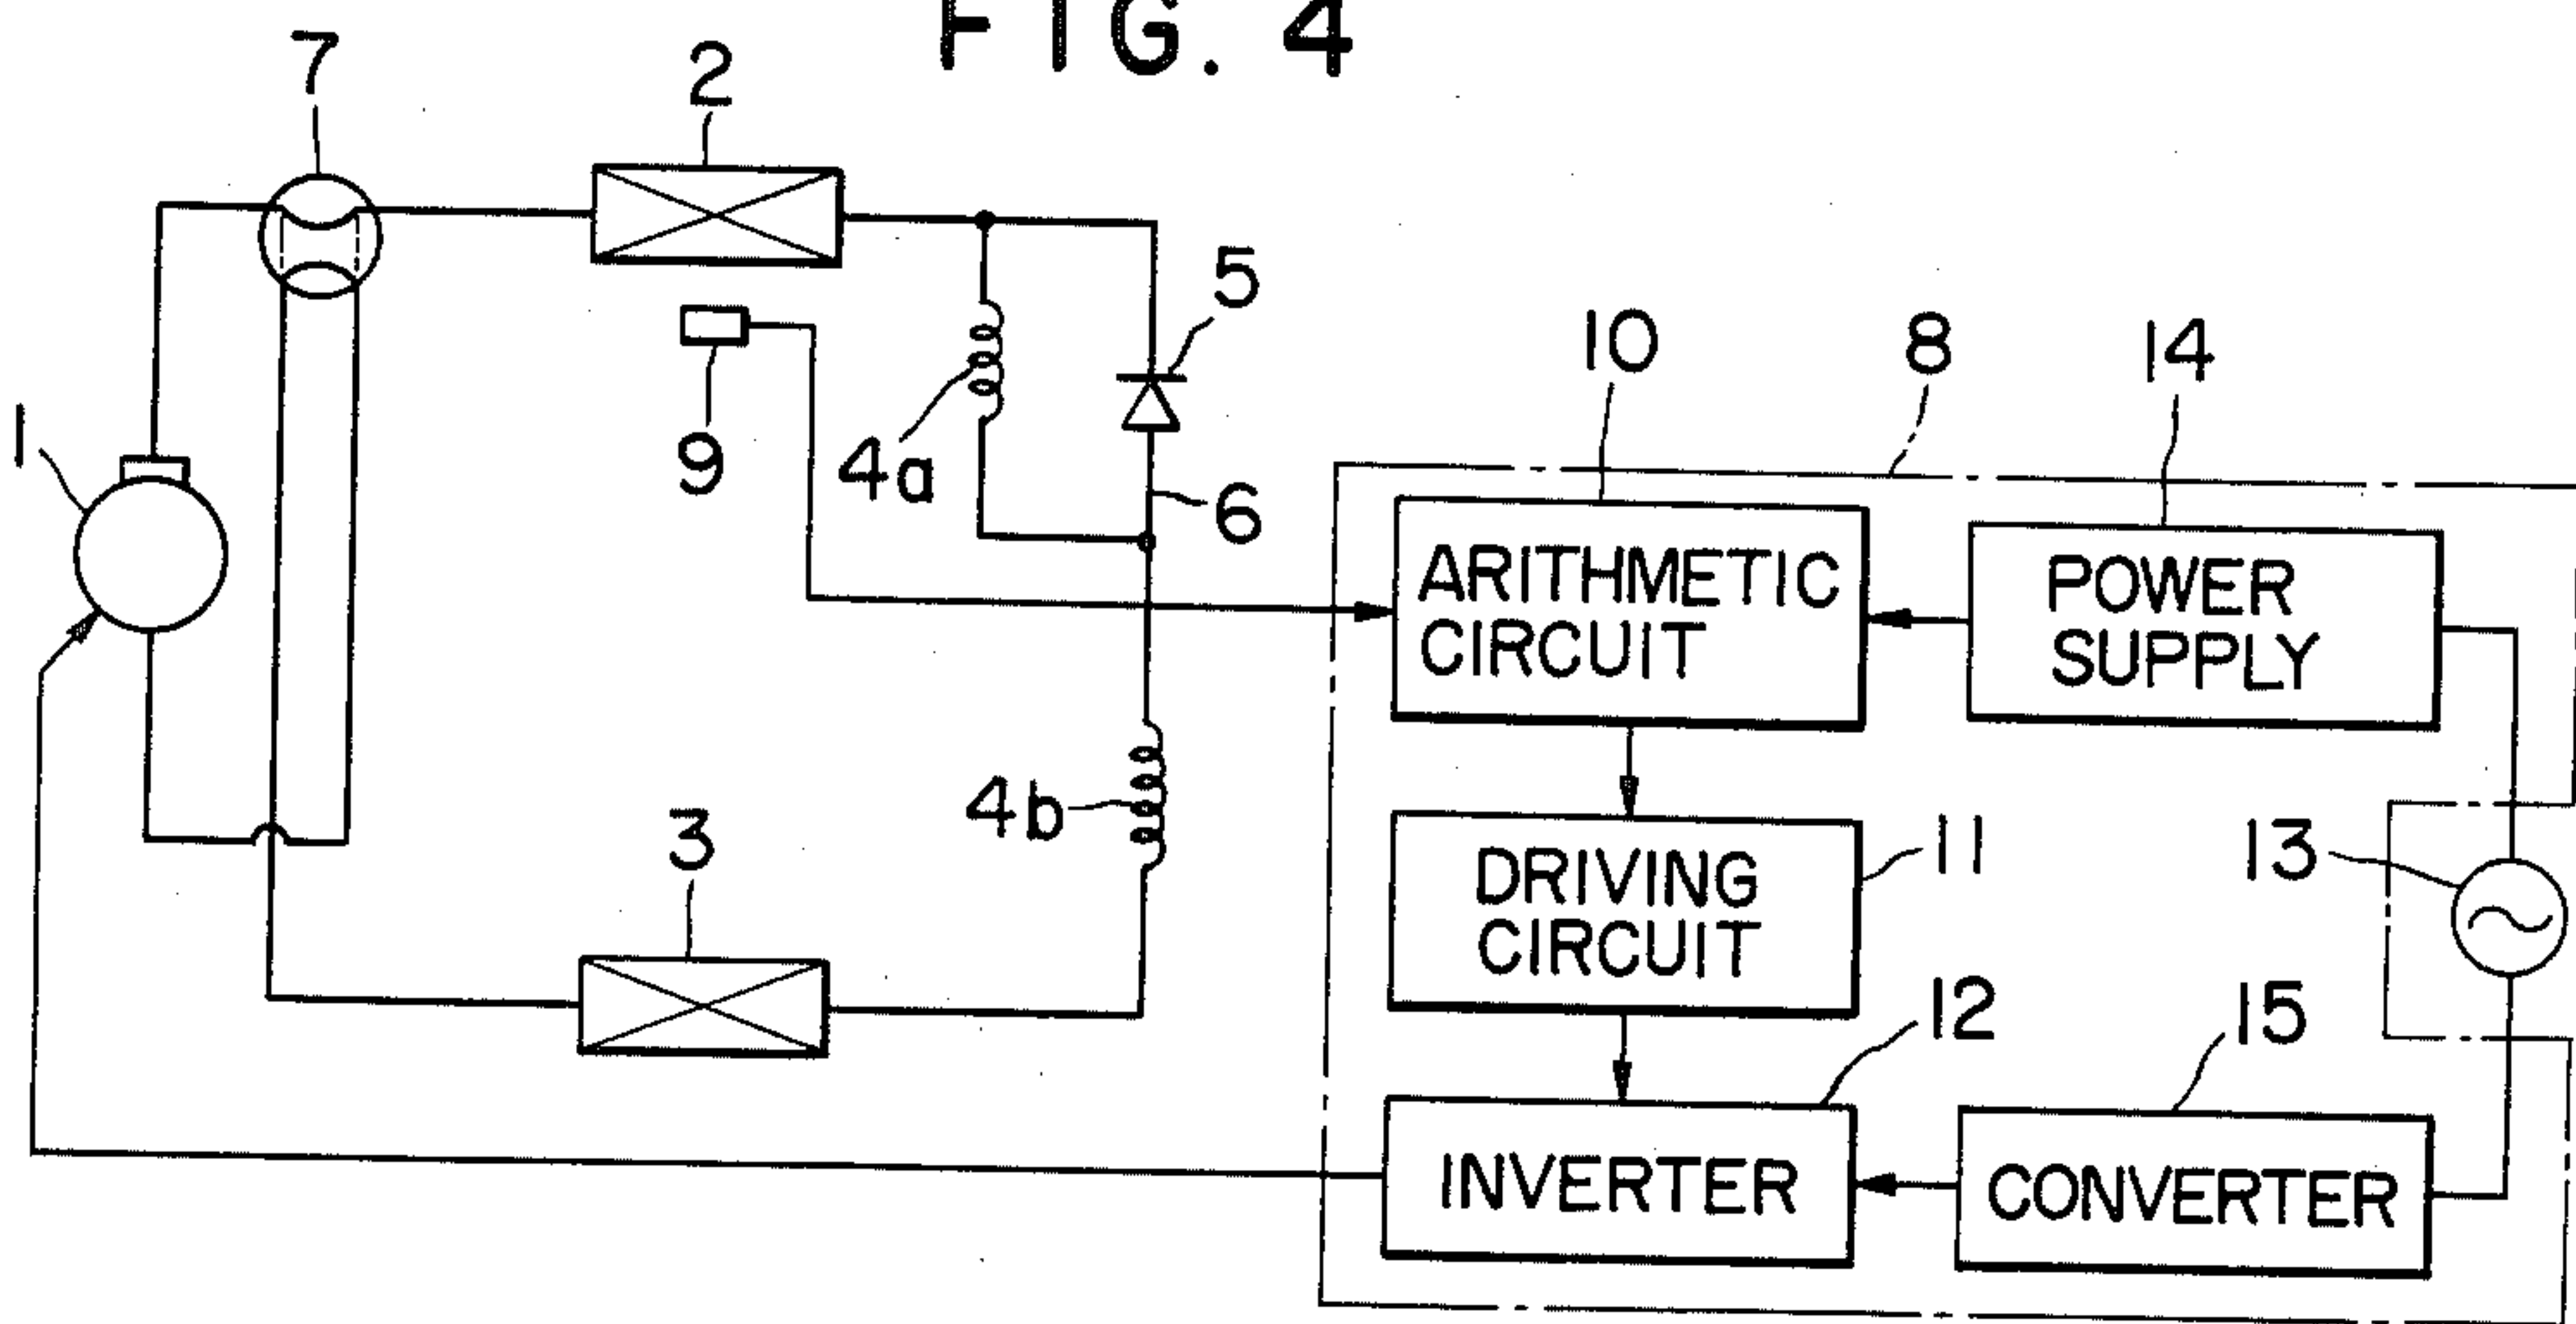 FIG. 4
7
2
5
10
8
14
1
9
4a
6
ARITHMETIC
CIRCUIT
POWER
SUPPLY
4b
3
DRIVING
CIRCUIT
11
13
12
15
INVERTER
CONVERTER